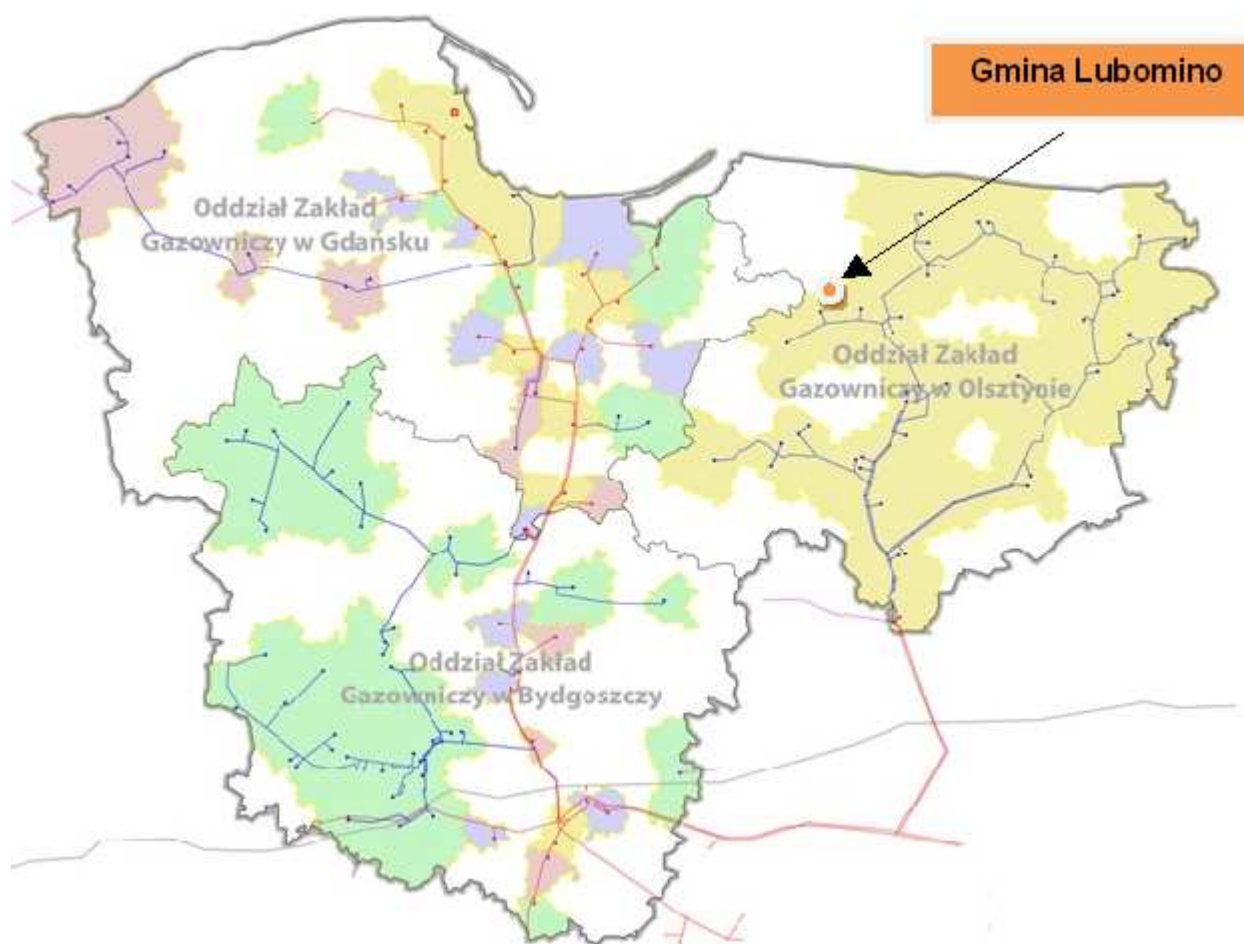 Gmina Lubomino
Oddział Zakład
Gazowniczy w Gdańsku
Oddział Zakład
Gazowniczy w Olsztynie
Oddział Zakład
Gazowniczy w Bydgoszczy